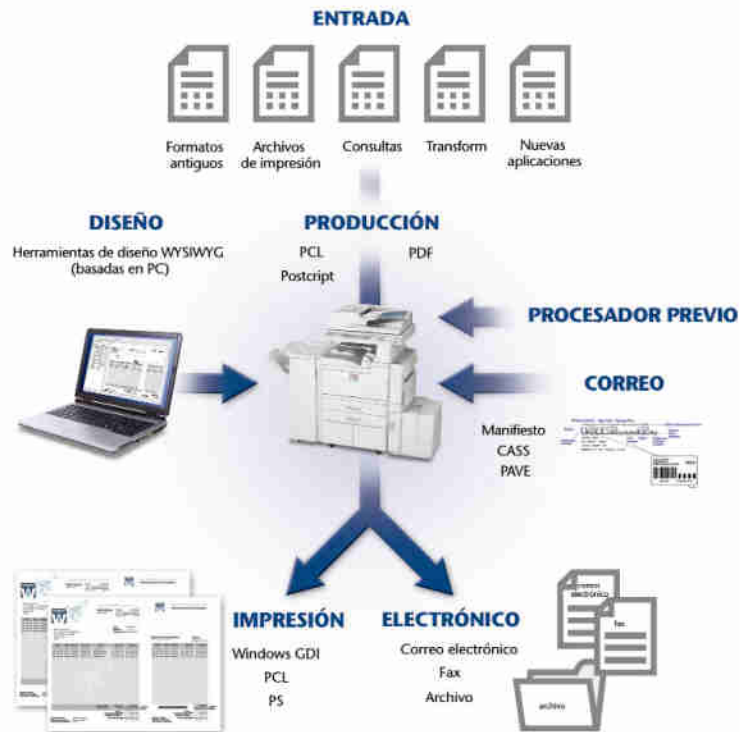 ENTRADA
Formatos
antiguos
Archivos
de impresión
Consultas
Transform
Nuevas
aplicaciones
DISEÑO
Herramientas de diseño WYSIWYG
(basadas en PC)
PRODUCCIÓN
PCL
PDF
Postcript
PROCESADOR PREVIO
CORREO
Manifiesto
CASS
PAVE
IMPRESIÓN
Windows GDI
PCL
PS
ELECTRÓNICO
Correo electrónico
Fax
Archivo
electrónico
fax
archivo